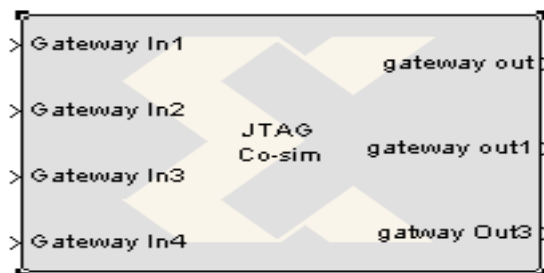 Gateway In1
gateway out
Gateway In2
JTAG
Co-sim
gateway out1
Gateway In3
gatway Out3
Gateway In4